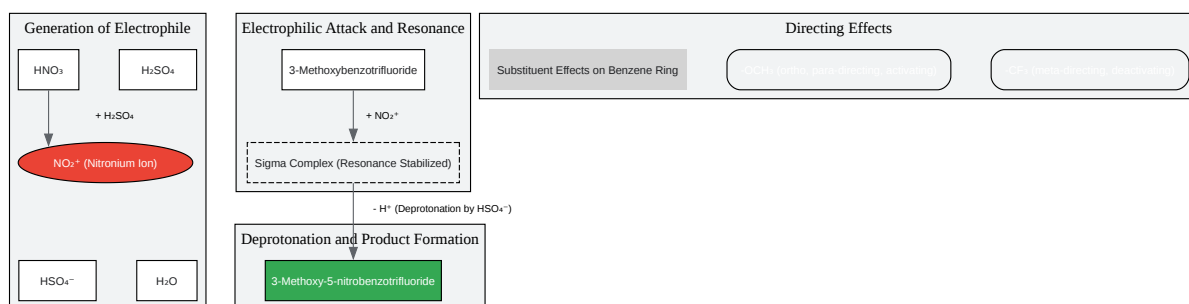 Generation of Electrophile
HNO₃
H₂SO₄
+ H₂SO₄
NO₂⁺ (Nitronium Ion)
HSO₄⁻
H₂O
Electrophilic Attack and Resonance
3-Methoxybenzotrifluoride
+ NO₂⁺
Sigma Complex (Resonance Stabilized)
- H⁺ (Deprotonation by HSO₄⁻)
Deprotonation and Product Formation
3-Methoxy-5-nitrobenzotrifluoride
Directing Effects
Substituent Effects on Benzene Ring
-OCH₃ (ortho, para-directing, activating)
-CF₃ (meta-directing, deactivating)